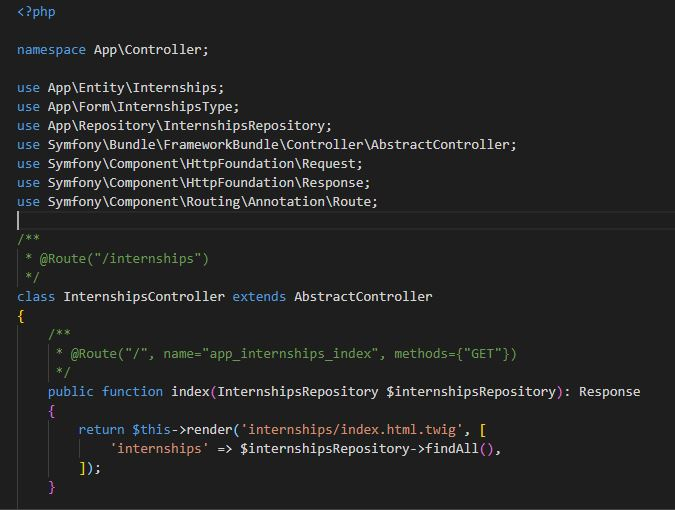 <?php
namespace App\Controller;
use App\Entity\Internships;
use App\Form\InternshipsType;
use App\Repository\InternshipsRepository;
use Symfony\Bundle\FrameworkBundle\Controller\AbstractController;
use Symfony\Component\HttpFoundation\Request;
use Symfony\Component\HttpFoundation\Response;
use Symfony\Component\Routing\Annotation\Route;
/**
 * @Route("/internships")
 */
class InternshipsController extends AbstractController
{
    /**
     * @Route("/", name="app_internships_index", methods={"GET"})
     */
    public function index(InternshipsRepository $internshipsRepository): Response
    {
        return $this->render('internships/index.html.twig', [
            'internships' => $internshipsRepository->findAll(),
        ]);
    }